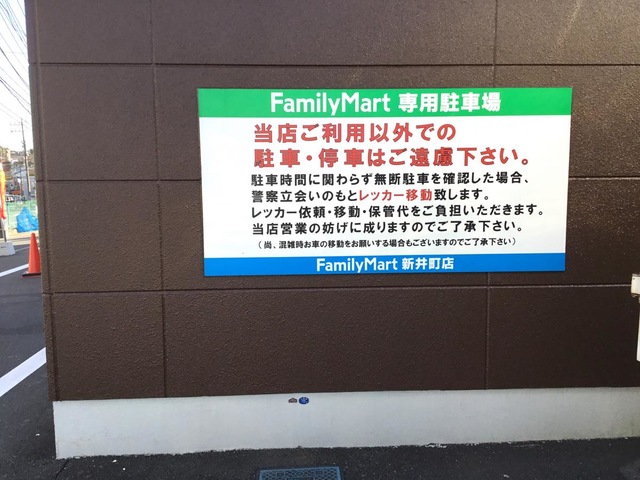 FamilyMart 専用駐車場
当店ご利用以外での
駐車・停車はご遠慮下さい。
駐車時間に関わらず無断駐車を確認した場合、
警察立会いのもとレッカー移動致します。
レッカー依頼・移動・保管代をご負担いただきます。
当店営業の妨げに成りますのでご了承下さい。
（尚、混雑時お車の移動をお願する場合もございますのでご了承下さい）
FamilyMart 新井町店